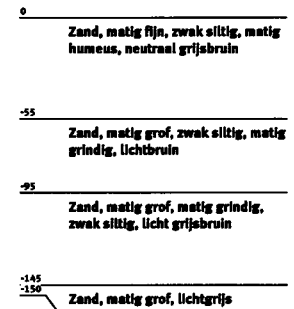 0
Zand, matig fijn, zwak siltig, matig
humeus, neutraal grijsbruin
-55
Zand, matig grof, zwak siltig, matig
grindig, lichtbruin
-95
Zand, matig grof, matig grindig,
zwak siltig, licht grijsbruin
-145
-150
Zand, matig grof, lichtgrijs